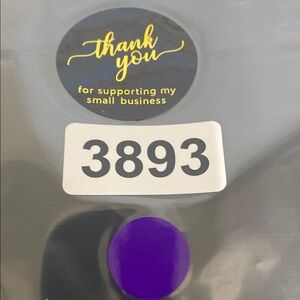 thank
you
for supporting my
small business
3893